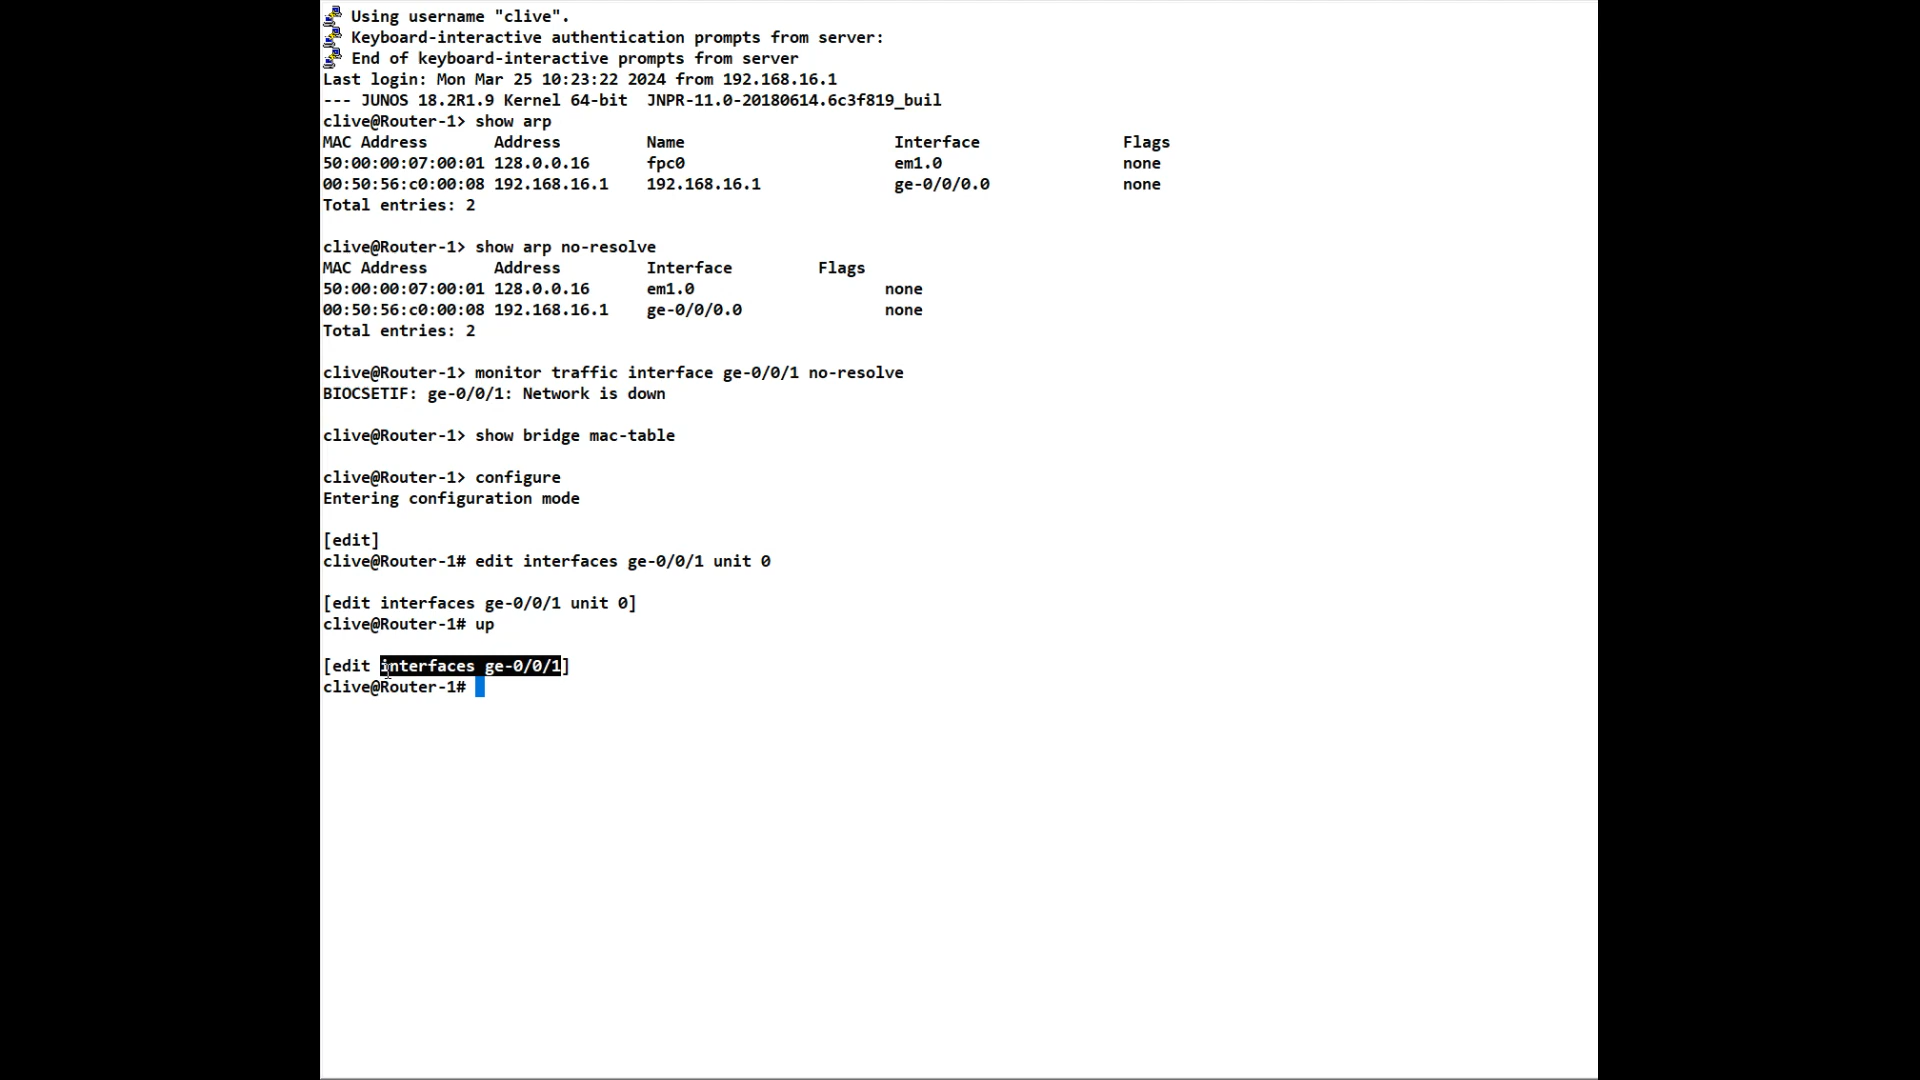 Using username "clive".
Keyboard-interactive authentication prompts from server:
End of keyboard-interactive prompts from server
Last login: Mon Mar 25 10:23:22 2024 from 192.168.16.1
--- JUNOS 18.2R1.9 Kernel 64-bit  JNPR-11.0-20180614.6c3f819_buil
clive@Router-1> show arp
MAC Address       Address         Name                      Interface               Flags
50:00:00:07:00:01 128.0.0.16      fpc0                      em1.0                   none
00:50:56:c0:00:08 192.168.16.1    192.168.16.1              ge-0/0/0.0              none
Total entries: 2
clive@Router-1> show arp no-resolve
MAC Address       Address         Interface         Flags
50:00:00:07:00:01 128.0.0.16      em1.0                    none
00:50:56:c0:00:08 192.168.16.1    ge-0/0/0.0               none
Total entries: 2
clive@Router-1> monitor traffic interface ge-0/0/1 no-resolve
BIOCSETIF: ge-0/0/1: Network is down
clive@Router-1> show bridge mac-table
clive@Router-1> configure
Entering configuration mode
[edit]
clive@Router-1# edit interfaces ge-0/0/1 unit 0
[edit interfaces ge-0/0/1 unit 0]
clive@Router-1# up
[edit interfaces ge-0/0/1]
clive@Router-1#